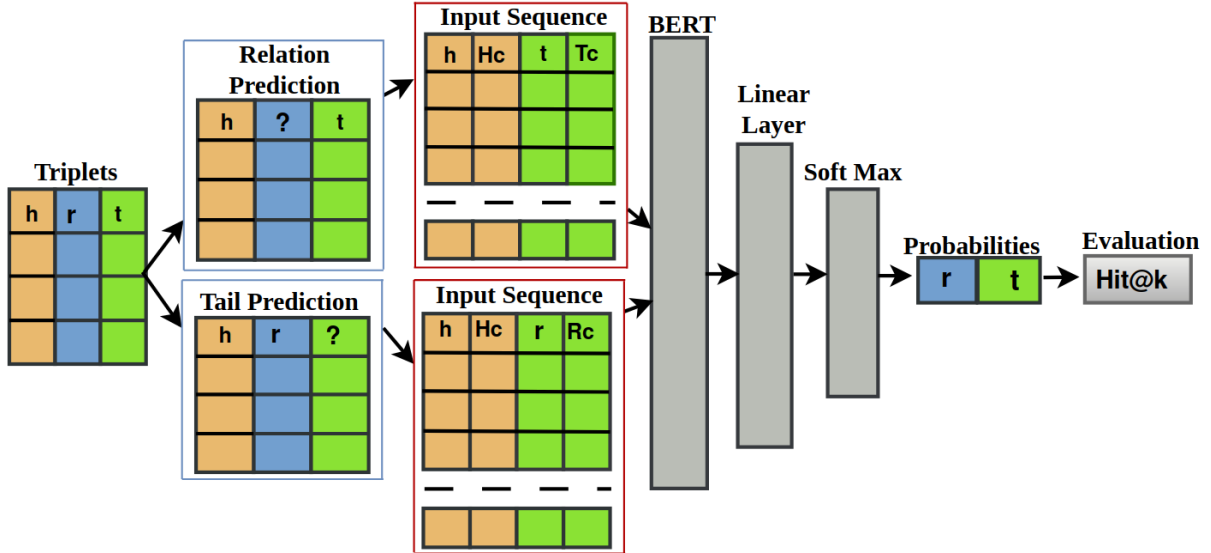 Triplets
h r t
Relation
Prediction
h ? t
Tail Prediction
h r ?
Input Sequence
h Hc t Tc
Input Sequence
h Hc r Rc
BERT
Linear
Layer
Soft Max
Probabilities
r t
Evaluation
Hit@k